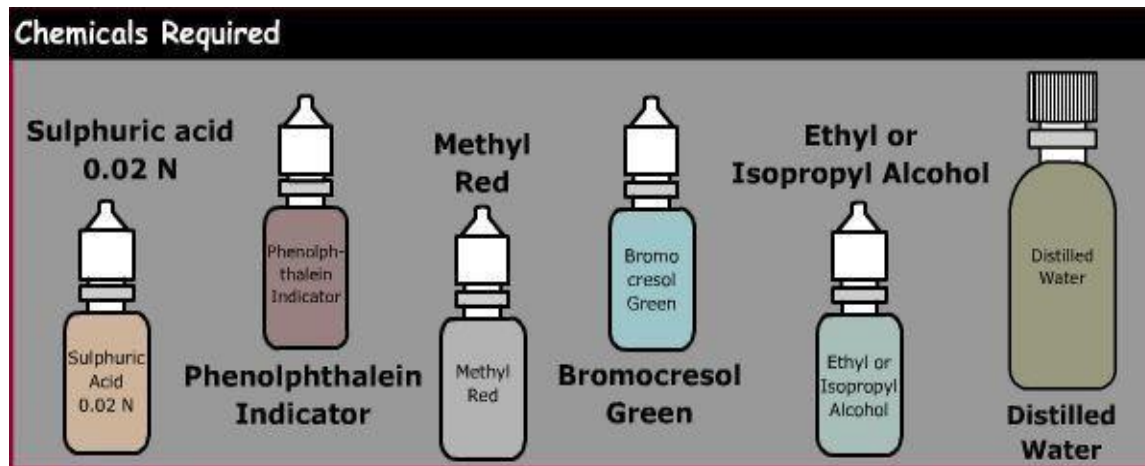 Chemicals Required
Sulphuric acid
0.02 N
Sulphuric
Acid
0.02 N
Phenolph-
thalein
Indicator
Phenolphthalein
Indicator
Methyl
Red
Methyl
Red
Bromo
cresol
Green
Bromocresol
Green
Ethyl or
Isopropyl Alcohol
Ethyl or
Isopropyl
Alcohol
Distilled
Water
Distilled
Water